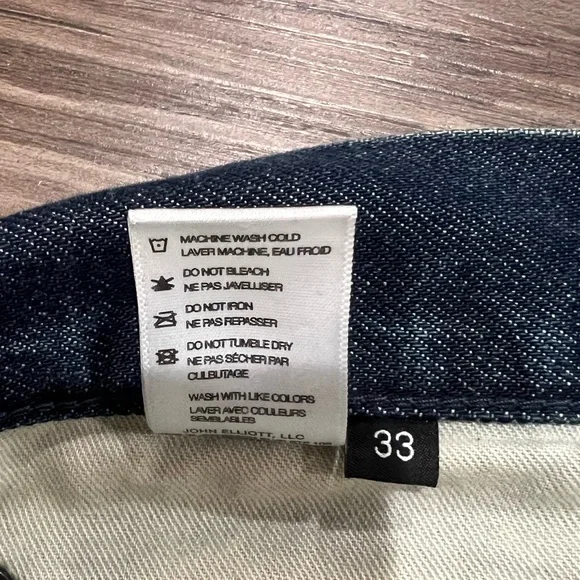 MACHINE WASH COLD
LAVER MACHINE, EAU FROID
DO NOT BLEACH
NE PAS JAVELLISER
DO NOT IRON
NE PAS REPASSER
DO NOT TUMBLE DRY
NE PAS SÉCHER PAR
CULBUTAGE
WASH WITH LIKE COLORS
LAVER AVEC COULEURS
SEMBLABLES
JOHN ELLIOTT, LLC
33